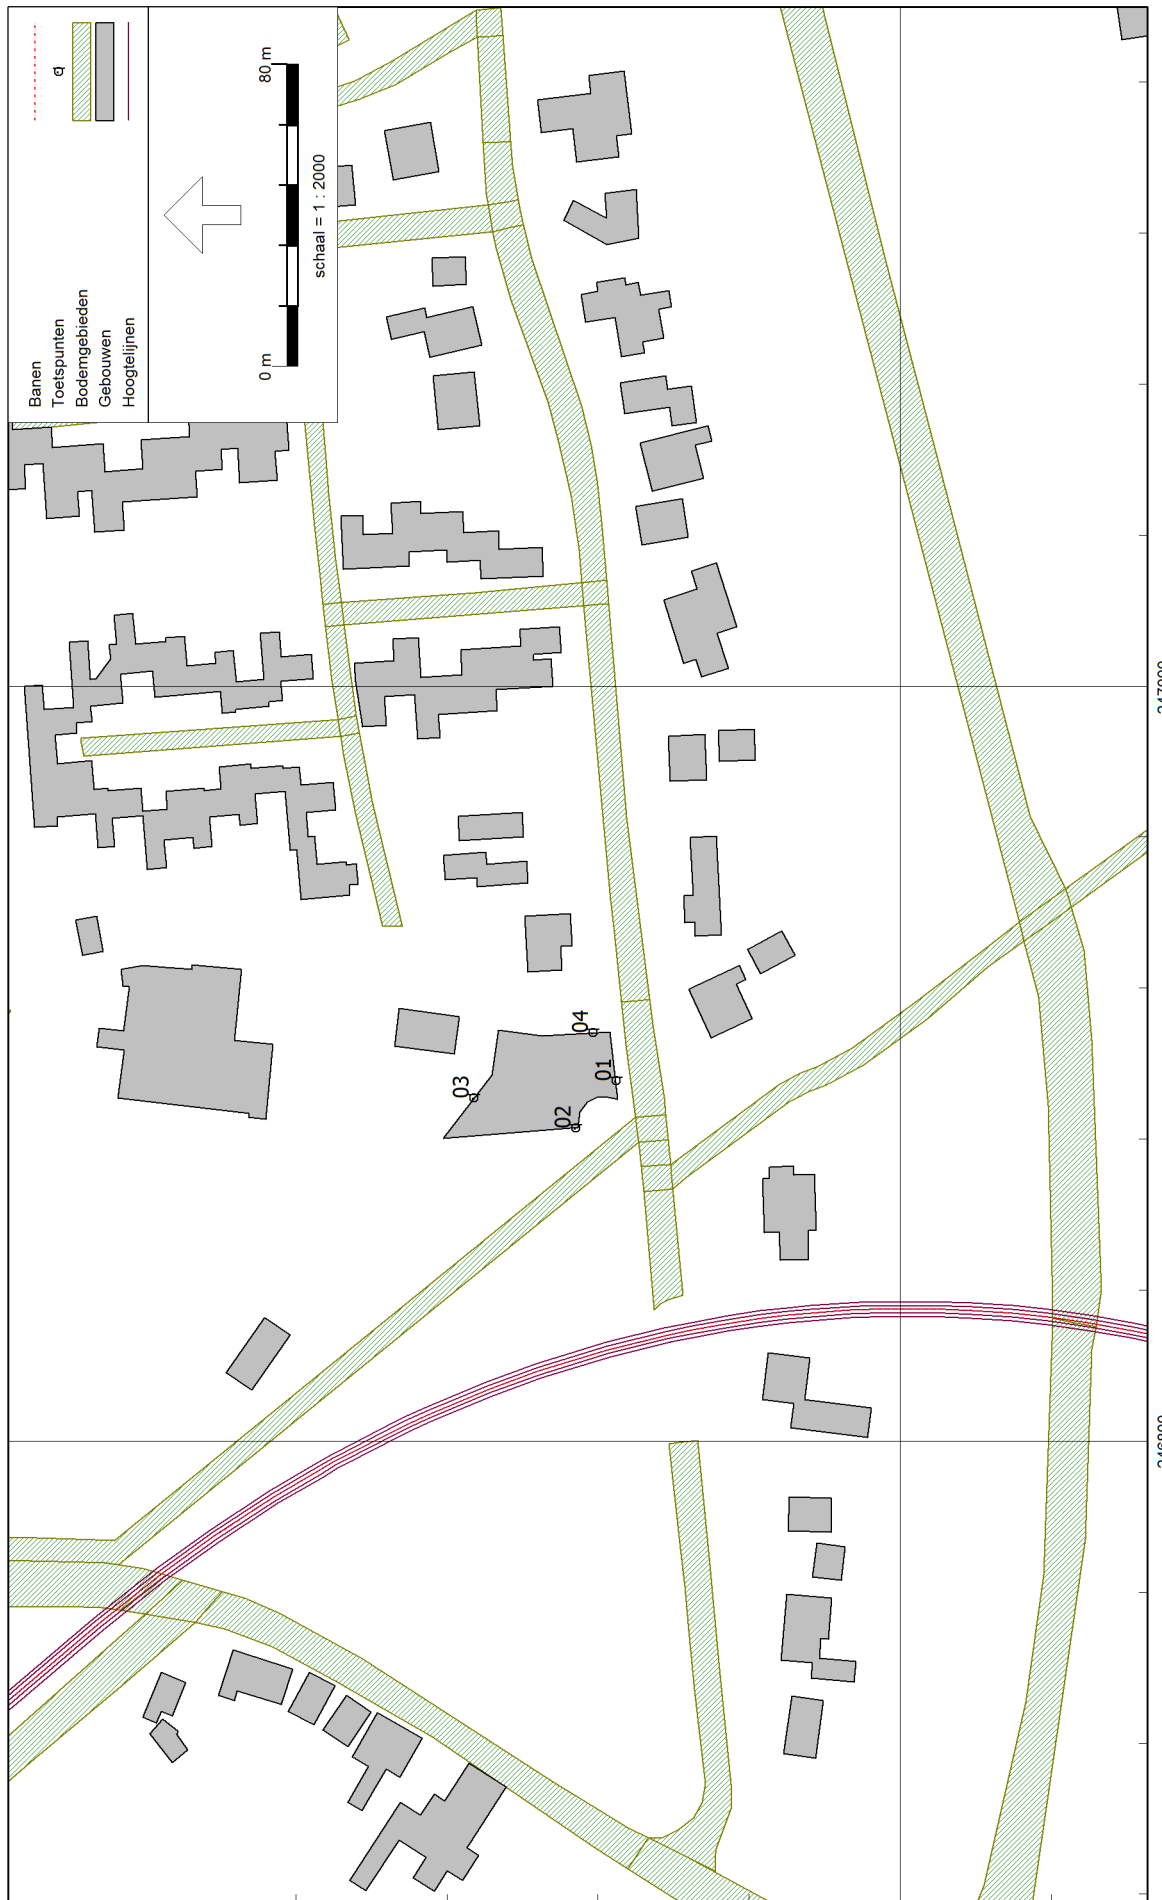 Banen
Toetspunten
Bodemgebieden
Gebouwen
Hoogtelijnen
0 m
80 m
schaal = 1 : 2000
03
04
01
02